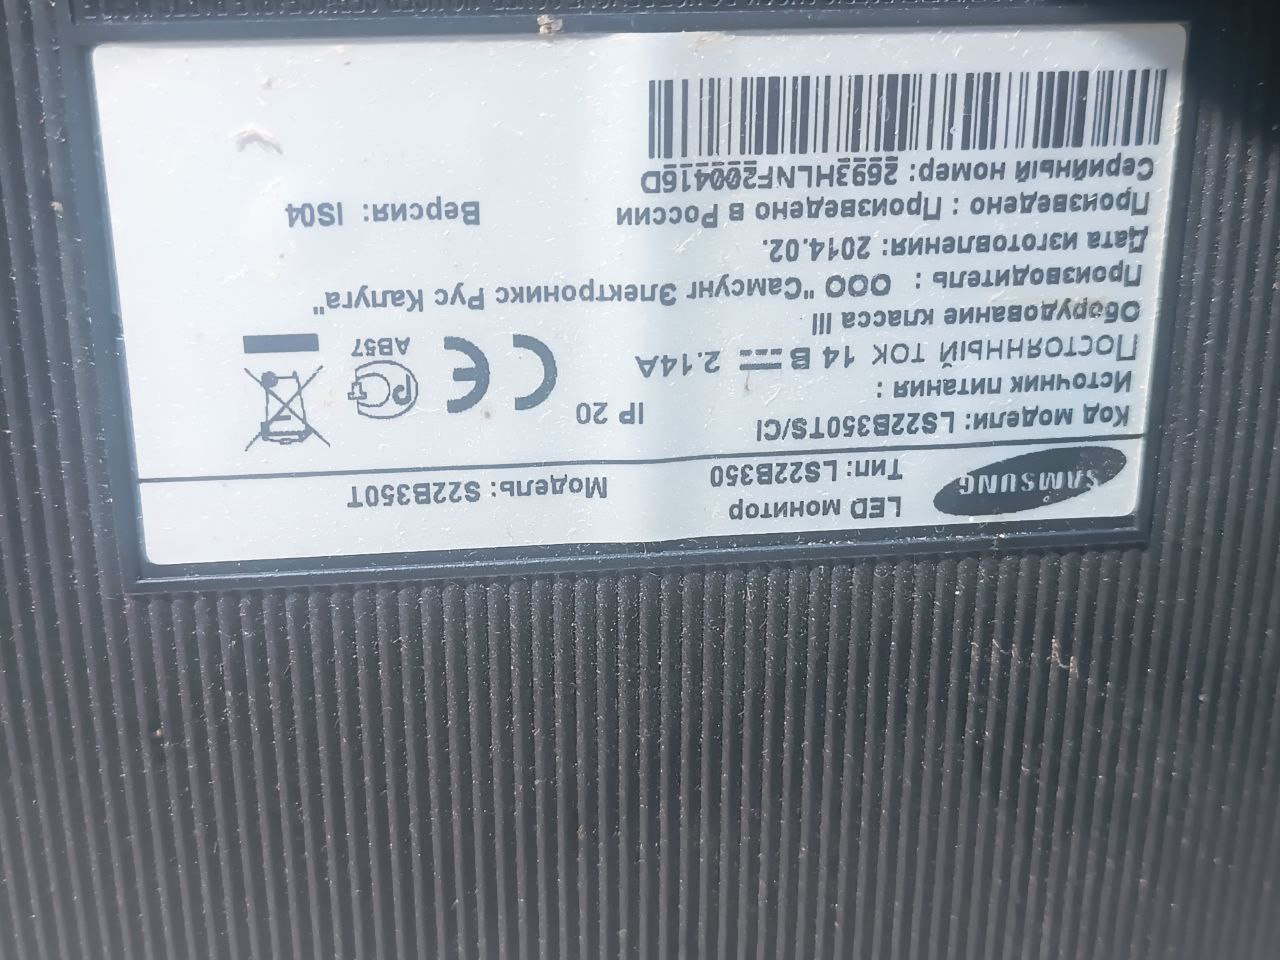 SAMSUNG
LED монитор
Тип: LS22B350
Модель: S22B350T
Код модели: LS22B350TS/CI
Источник питания :
ПОСТОЯННЫЙ ТОК 14 В 2.14A
IP 20
Оборудование класса III
АВ57
Производитель : ООО "Самсунг Электроникс Рус Калуга"
Дата изготовления: 2014.02.
Произведено : Произведено в России
Версия: IS04
Серийный номер: 2693HLNF200416D